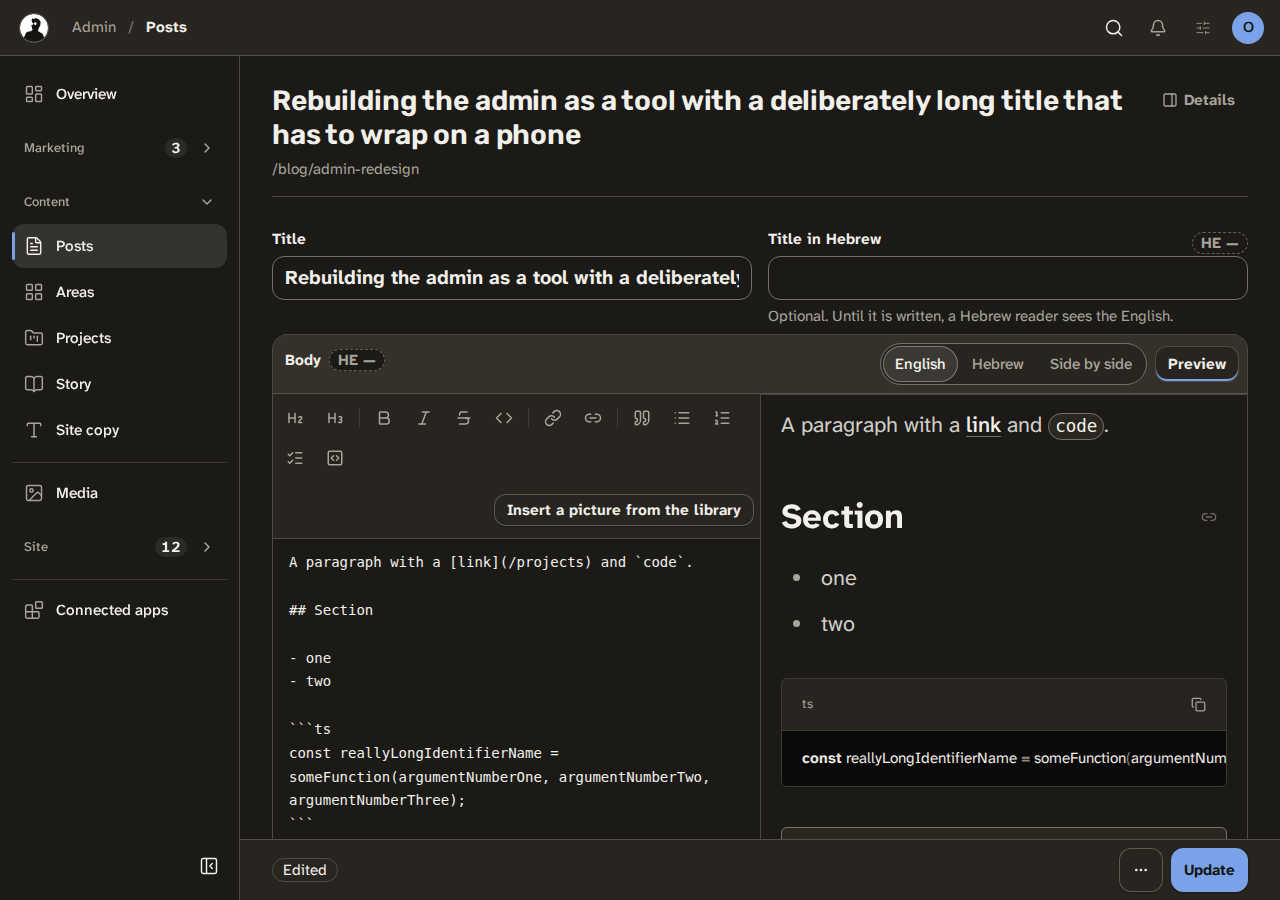 Admin / Posts
O
Overview
Marketing 3
Content
Posts
Areas
Projects
Story
Site copy
Media
Site 12
Connected apps
Rebuilding the admin as a tool with a deliberately long title that
has to wrap on a phone
Details
/blog/admin-redesign
Title
Rebuilding the admin as a tool with a deliberately
Title in Hebrew HE —
Optional. Until it is written, a Hebrew reader sees the English.
Body HE —
English Hebrew Side by side Preview
H2 H3
Insert a picture from the library
A paragraph with a [link](/projects) and `code`.
## Section
- one
- two
```ts
const reallyLongIdentifierName =
someFunction(argumentNumberOne, argumentNumberTwo,
argumentNumberThree);
```
A paragraph with a link and code.
Section
one
two
ts
const reallyLongIdentifierName = someFunction(argumentNum
Edited
Update